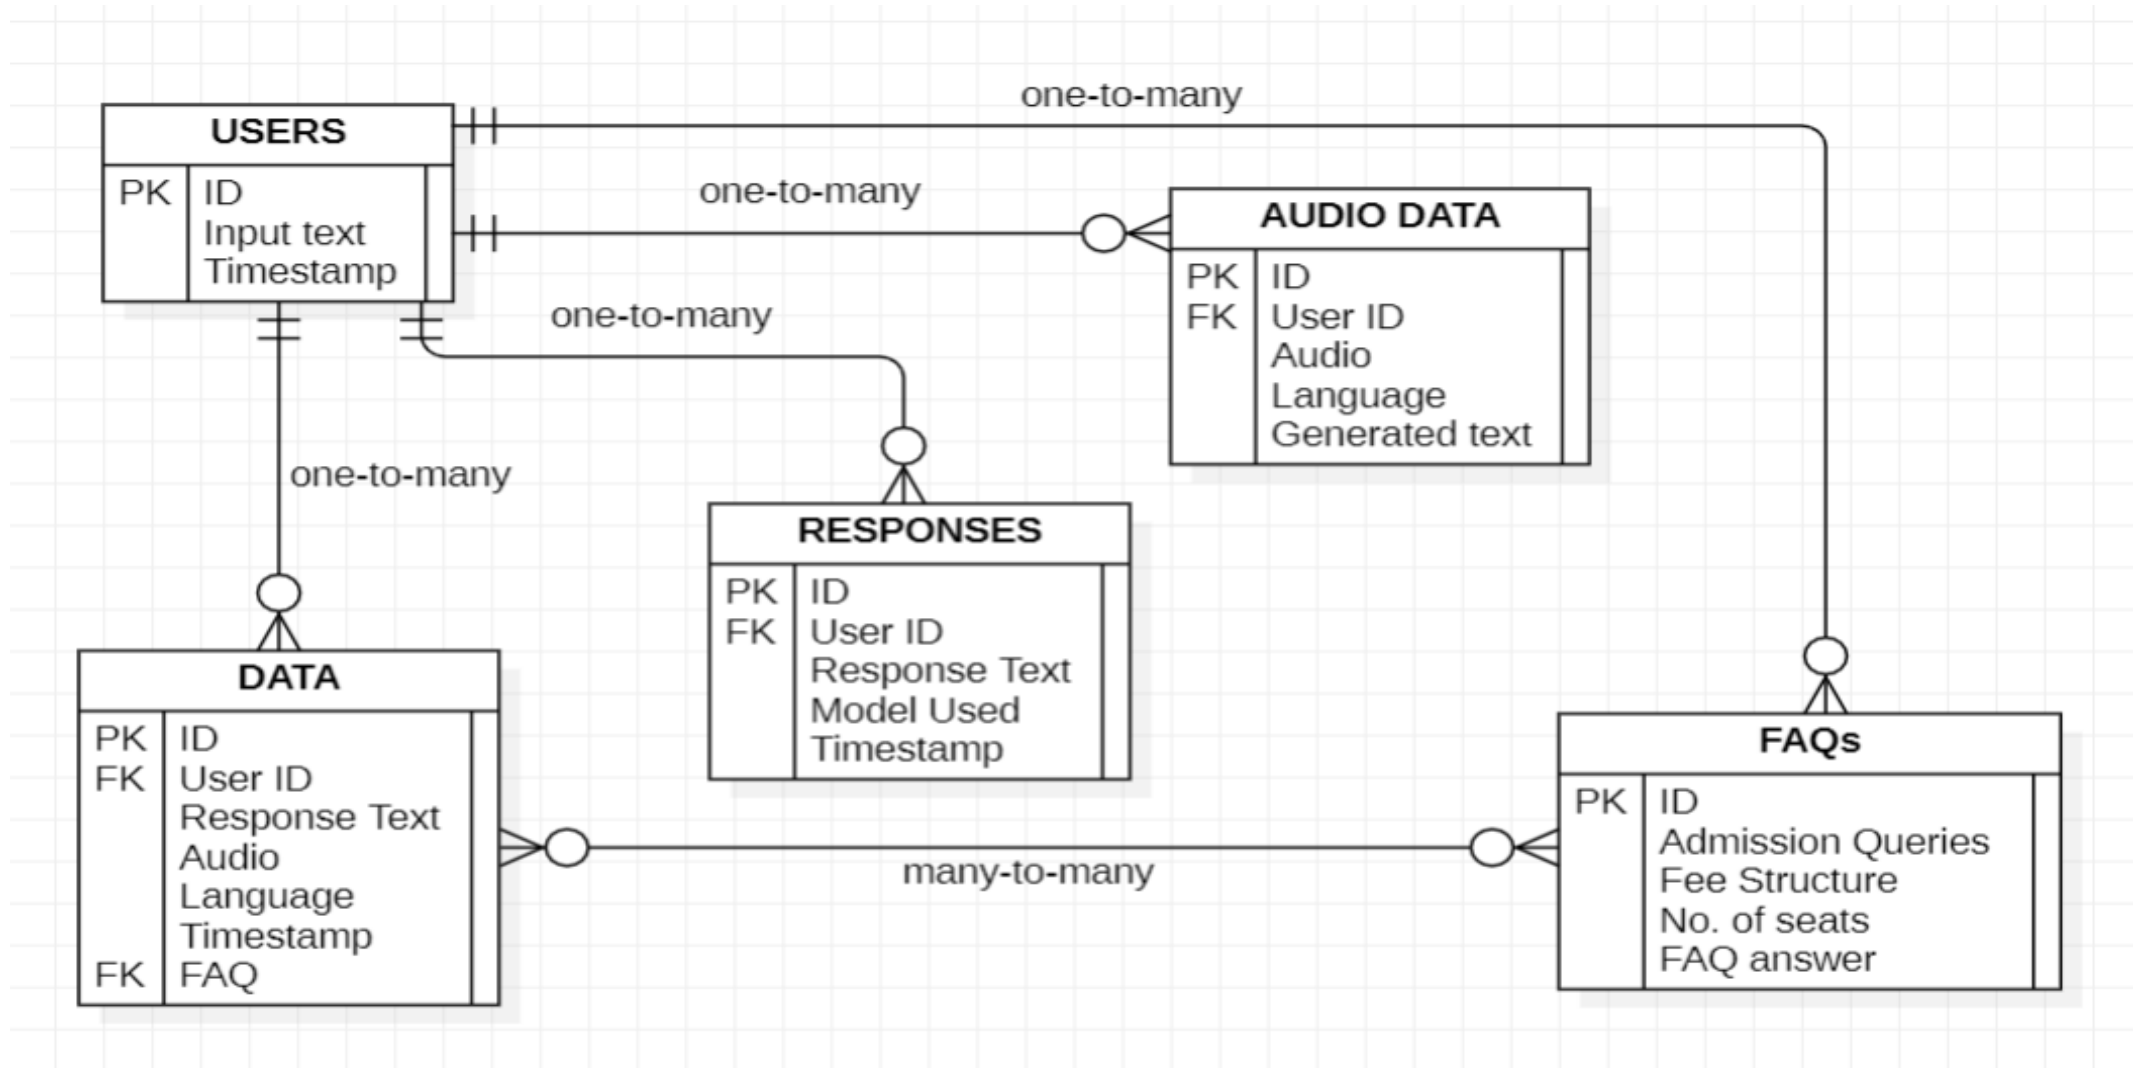 one-to-many
USERS
PK ID
Input text
Timestamp
one-to-many
AUDIO DATA
PK ID
FK User ID
Audio
Language
Generated text
one-to-many
one-to-many
RESPONSES
PK ID
FK User ID
Response Text
Model Used
Timestamp
DATA
PK ID
FK User ID
Response Text
Audio
Language
Timestamp
FK FAQ
many-to-many
FAQs
PK ID
Admission Queries
Fee Structure
No. of seats
FAQ answer